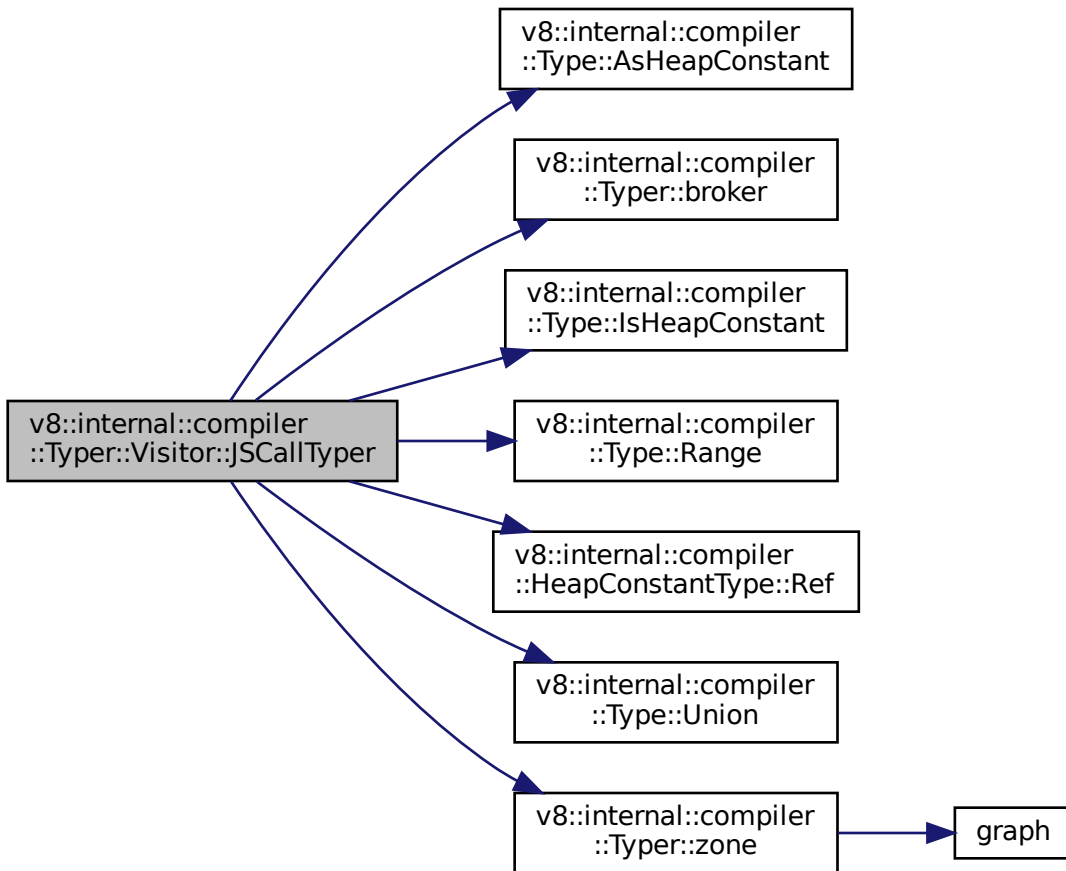 v8::internal::compiler
::Type::AsHeapConstant
v8::internal::compiler
::Typer::broker
v8::internal::compiler
::Type::IsHeapConstant
v8::internal::compiler
::Typer::Visitor::JSCallTyper
v8::internal::compiler
::Type::Range
v8::internal::compiler
::HeapConstantType::Ref
v8::internal::compiler
::Type::Union
v8::internal::compiler
::Typer::zone
graph